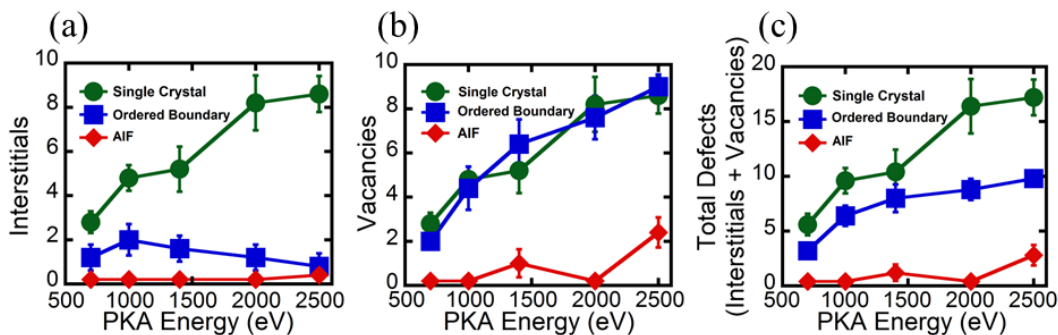 (a)
Interstitials
10
8
6
4
2
0
Single Crystal
Ordered Boundary
AIF
500 1000 1500 2000 2500
PKA Energy (eV)
(b)
Vacancies
10
8
6
4
2
0
Single Crystal
Ordered Boundary
AIF
500 1000 1500 2000 2500
PKA Energy (eV)
(c)
Total Defects
(Interstitials + Vacancies)
20
15
10
5
0
Single Crystal
Ordered Boundary
AIF
500 1000 1500 2000 2500
PKA Energy (eV)